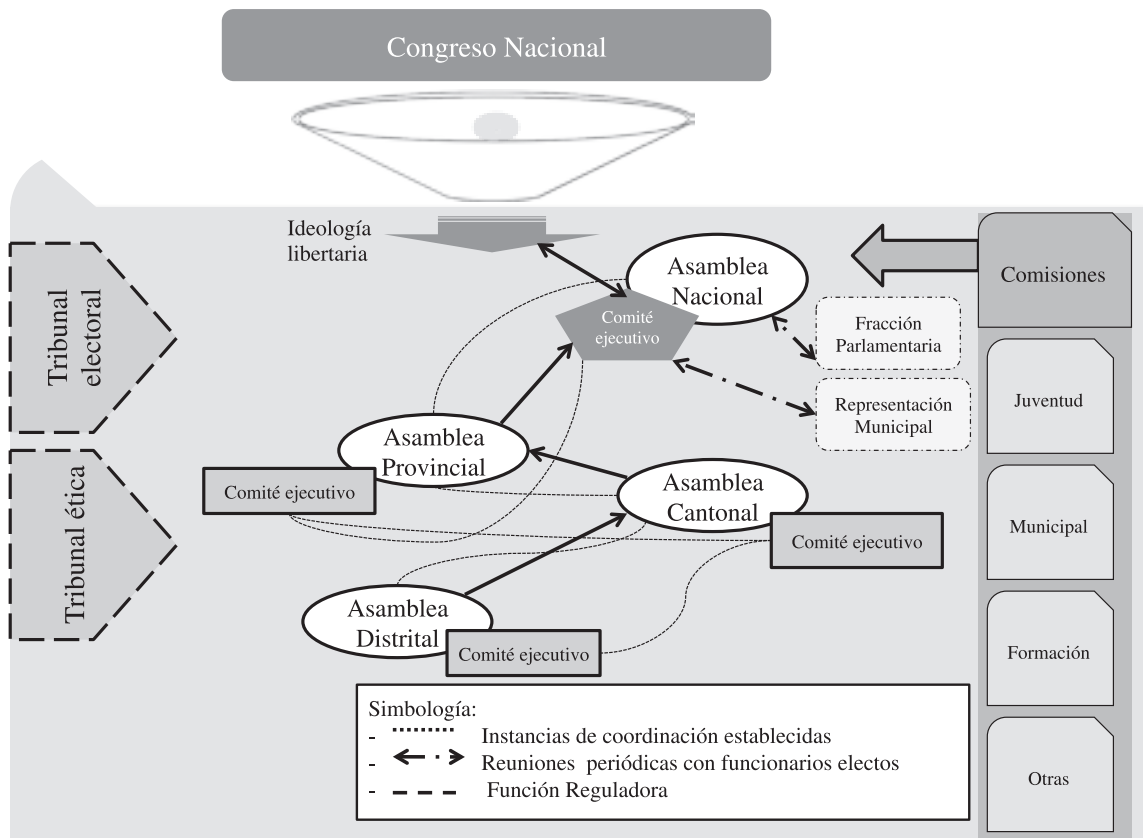 Congreso Nacional
Ideología
libertaria
Asamblea
Nacional
Comité
ejecutivo
Fracción
Parlamentaria
Representación
Municipal
Comisiones
Juventud
Municipal
Formación
Otras
Tribunal
electoral
Tribunal ética
Asamblea
Provincial
Comité ejecutivo
Asamblea
Cantonal
Comité ejecutivo
Asamblea
Distrital
Comité ejecutivo
Simbología:
- Instancias de coordinación establecidas
- Reuniones periódicas con funcionarios electos
- Función Reguladora